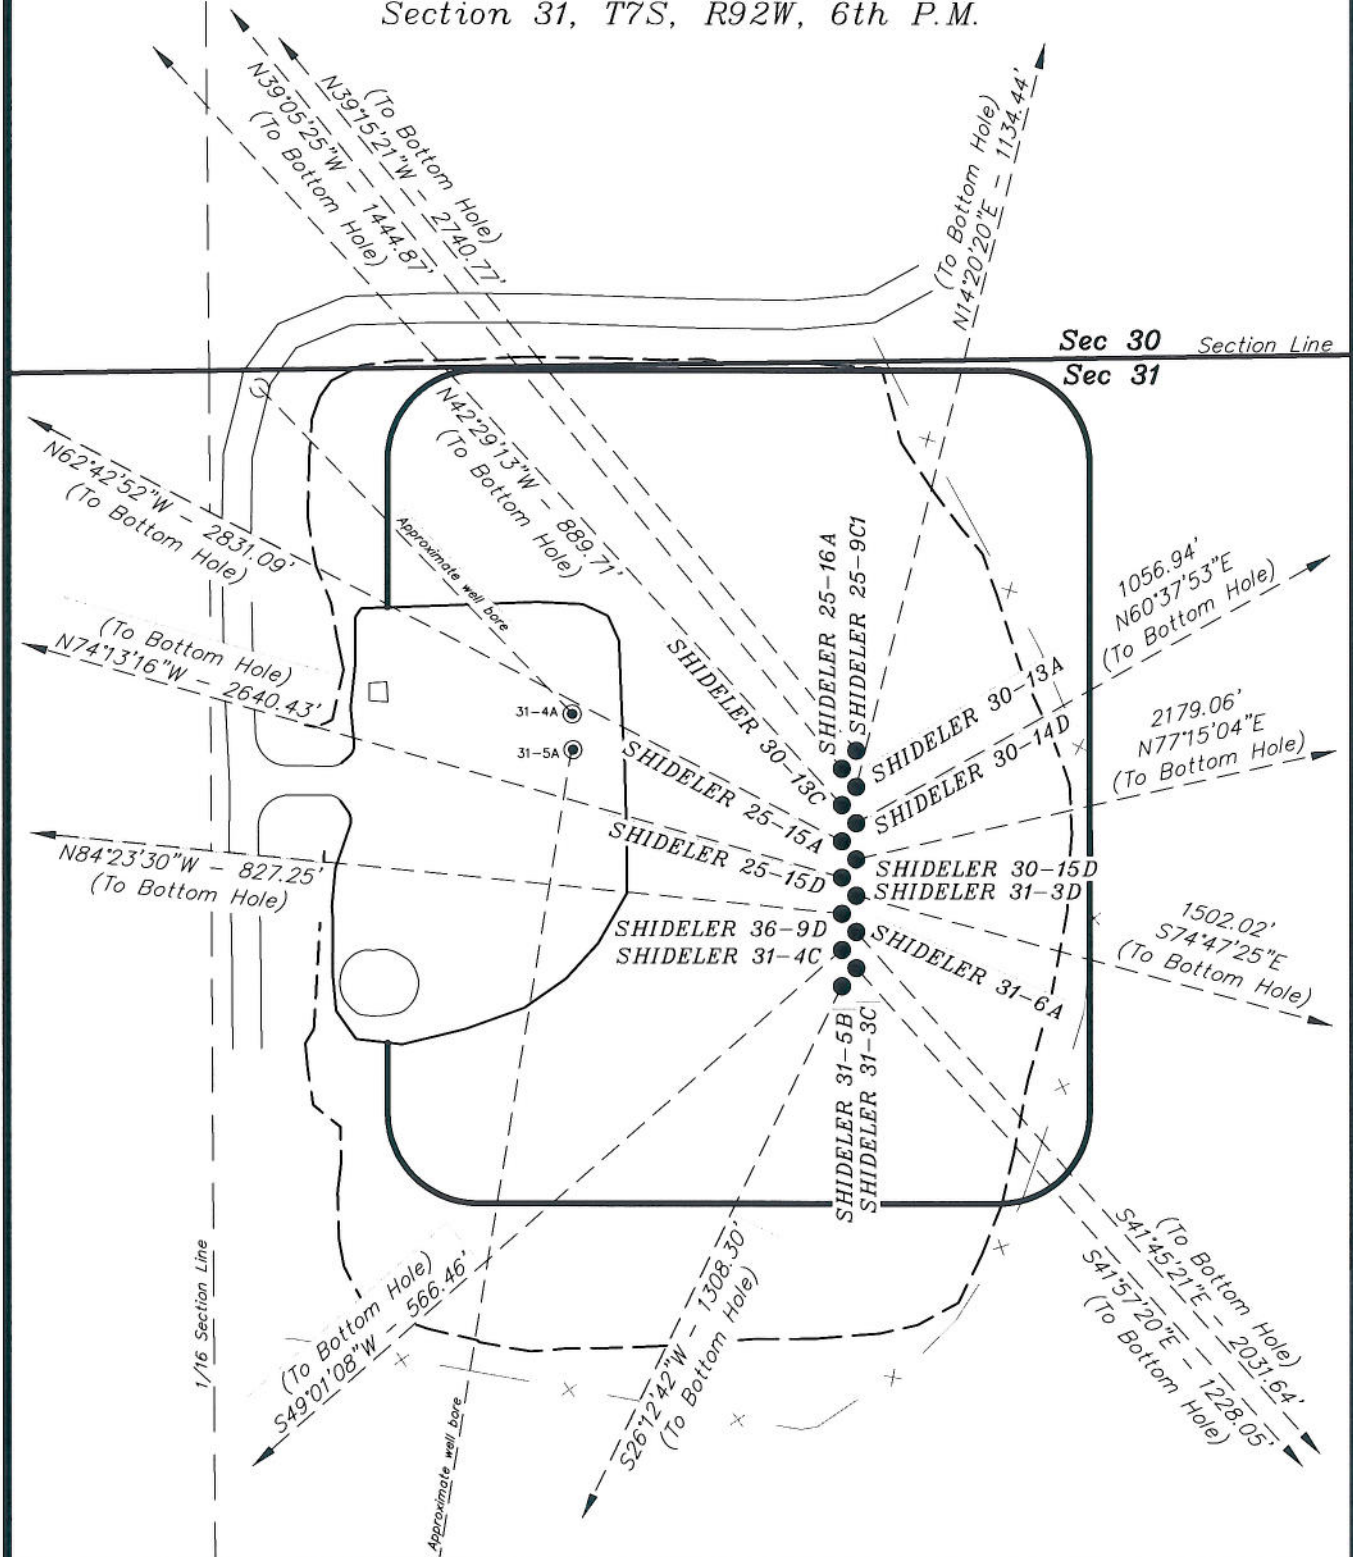 Section 31, T7S, R92W, 6th P.M.
(To Bottom Hole)
N39°15'21"W - 2740.77'
N39°05'25"W - 1444.87'
(To Bottom Hole)
(To Bottom Hole)
N14°20'20"E - 1134.44'
Sec 30
Section Line
Sec 31
N42°29'13"W - 889.71'
(To Bottom Hole)
N62°42'52"W - 2831.09'
(To Bottom Hole)
Approximate well bore
(To Bottom Hole)
N74°13'16"W - 2640.43'
1056.94'
N60°37'53"E
(To Bottom Hole)
SHIDELER 25-16A
SHIDELER 25-9C1
SHIDELER 30-13C
SHIDELER 30-13A
SHIDELER 30-14D
2179.06'
N77°15'04"E
(To Bottom Hole)
31-4A
31-5A
SHIDELER 25-15A
SHIDELER 25-15D
N84°23'30"W - 827.25'
(To Bottom Hole)
SHIDELER 30-15D
SHIDELER 31-3D
SHIDELER 36-9D
SHIDELER 31-4C
SHIDELER 31-6A
1502.02'
S74°47'25"E
(To Bottom Hole)
SHIDELER 31-5B
SHIDELER 31-3C
1/16 Section Line
(To Bottom Hole)
S49°01'08"W - 566.46'
Approximate well bore
S26°12'42"W - 1308.30'
(To Bottom Hole)
(To Bottom Hole)
S41°45'21"E - 2031.64'
S41°57'20"E - 1228.05'
(To Bottom Hole)